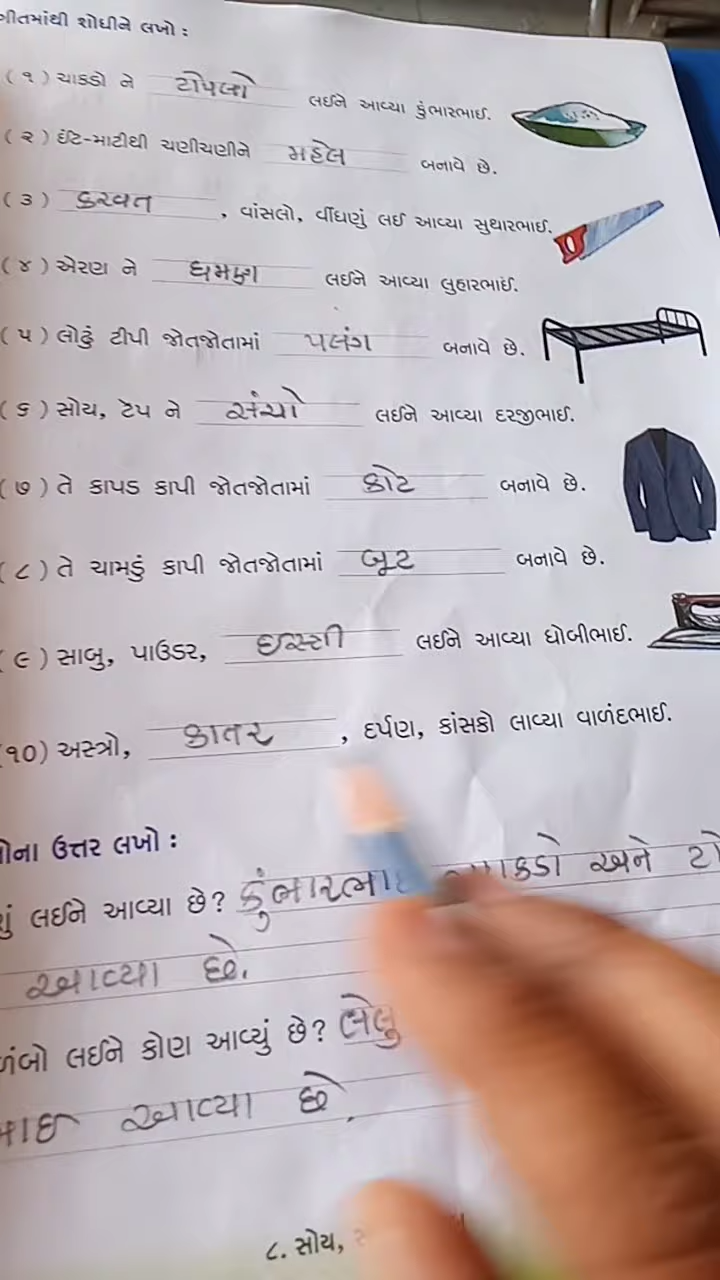 ગીતમાંથી શોધીને લખો :
(૧) ચાકડો ને ટોપલો લઈને આવ્યા કુંભારભાઈ.
(૨) ઈંટ-માટીથી ચણીચણીને મહેલ બનાવે છે.
(૩) કરવત, વાંસલો, વીંધણું લઈ આવ્યા સુથારભાઈ.
(૪) એરણ ને ધમણ લઈને આવ્યા લુહારભાઈ.
(૫) લોઢું ટીપી જોતજોતામાં પલંગ બનાવે છે.
(૬) સોય, ટેપ ને સંચો લઈને આવ્યા દરજીભાઈ.
(૭) તે કાપડ કાપી જોતજોતામાં કોટ બનાવે છે.
(૮) તે ચામડું કાપી જોતજોતામાં બૂટ બનાવે છે.
(૯) સાબુ, પાઉડર, ઇસ્ત્રી લઈને આવ્યા ધોબીભાઈ.
(૧૦) અસ્ત્રો, કાતર, દર્પણ, કાંસકો લાવ્યા વાળંદભાઈ.
ઉત્તર લખો :
લઈને આવ્યા છે? અને
આવ્યા છે.
લઈને કોણ આવ્યું છે?
આવ્યા છે.
૮. સોય,